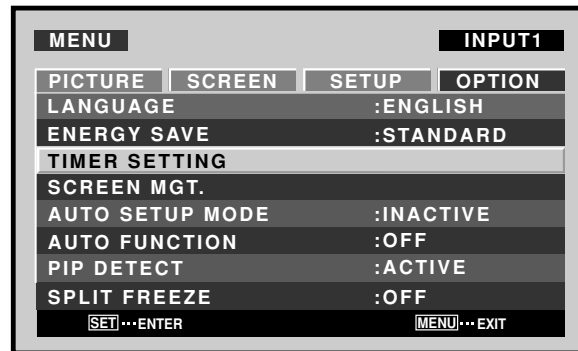 MENU INPUT1
PICTURE SCREEN SETUP OPTION
LANGUAGE :ENGLISH
ENERGY SAVE :STANDARD
TIMER SETTING
SCREEN MGT.
AUTO SETUP MODE :INACTIVE
AUTO FUNCTION :OFF
PIP DETECT :ACTIVE
SPLIT FREEZE :OFF
SET···ENTER MENU···EXIT